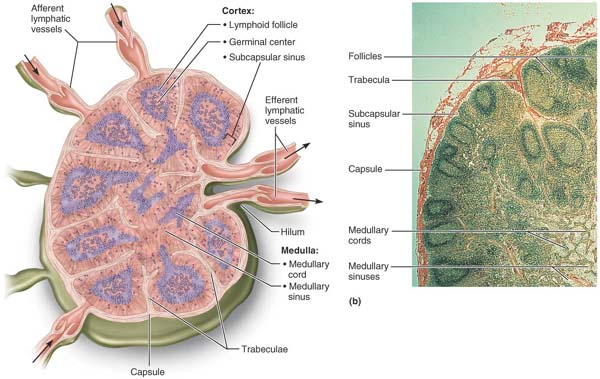 Afferent
lymphatic
vessels
Cortex:
• Lymphoid follicle
• Germinal center
• Subcapsular sinus
Efferent
lymphatic
vessels
Hilum
Medulla:
• Medullary
cord
• Medullary
sinus
Trabeculae
Capsule
Follicles
Trabecula
Subcapsular
sinus
Capsule
Medullary
cords
Medullary
sinuses
(b)